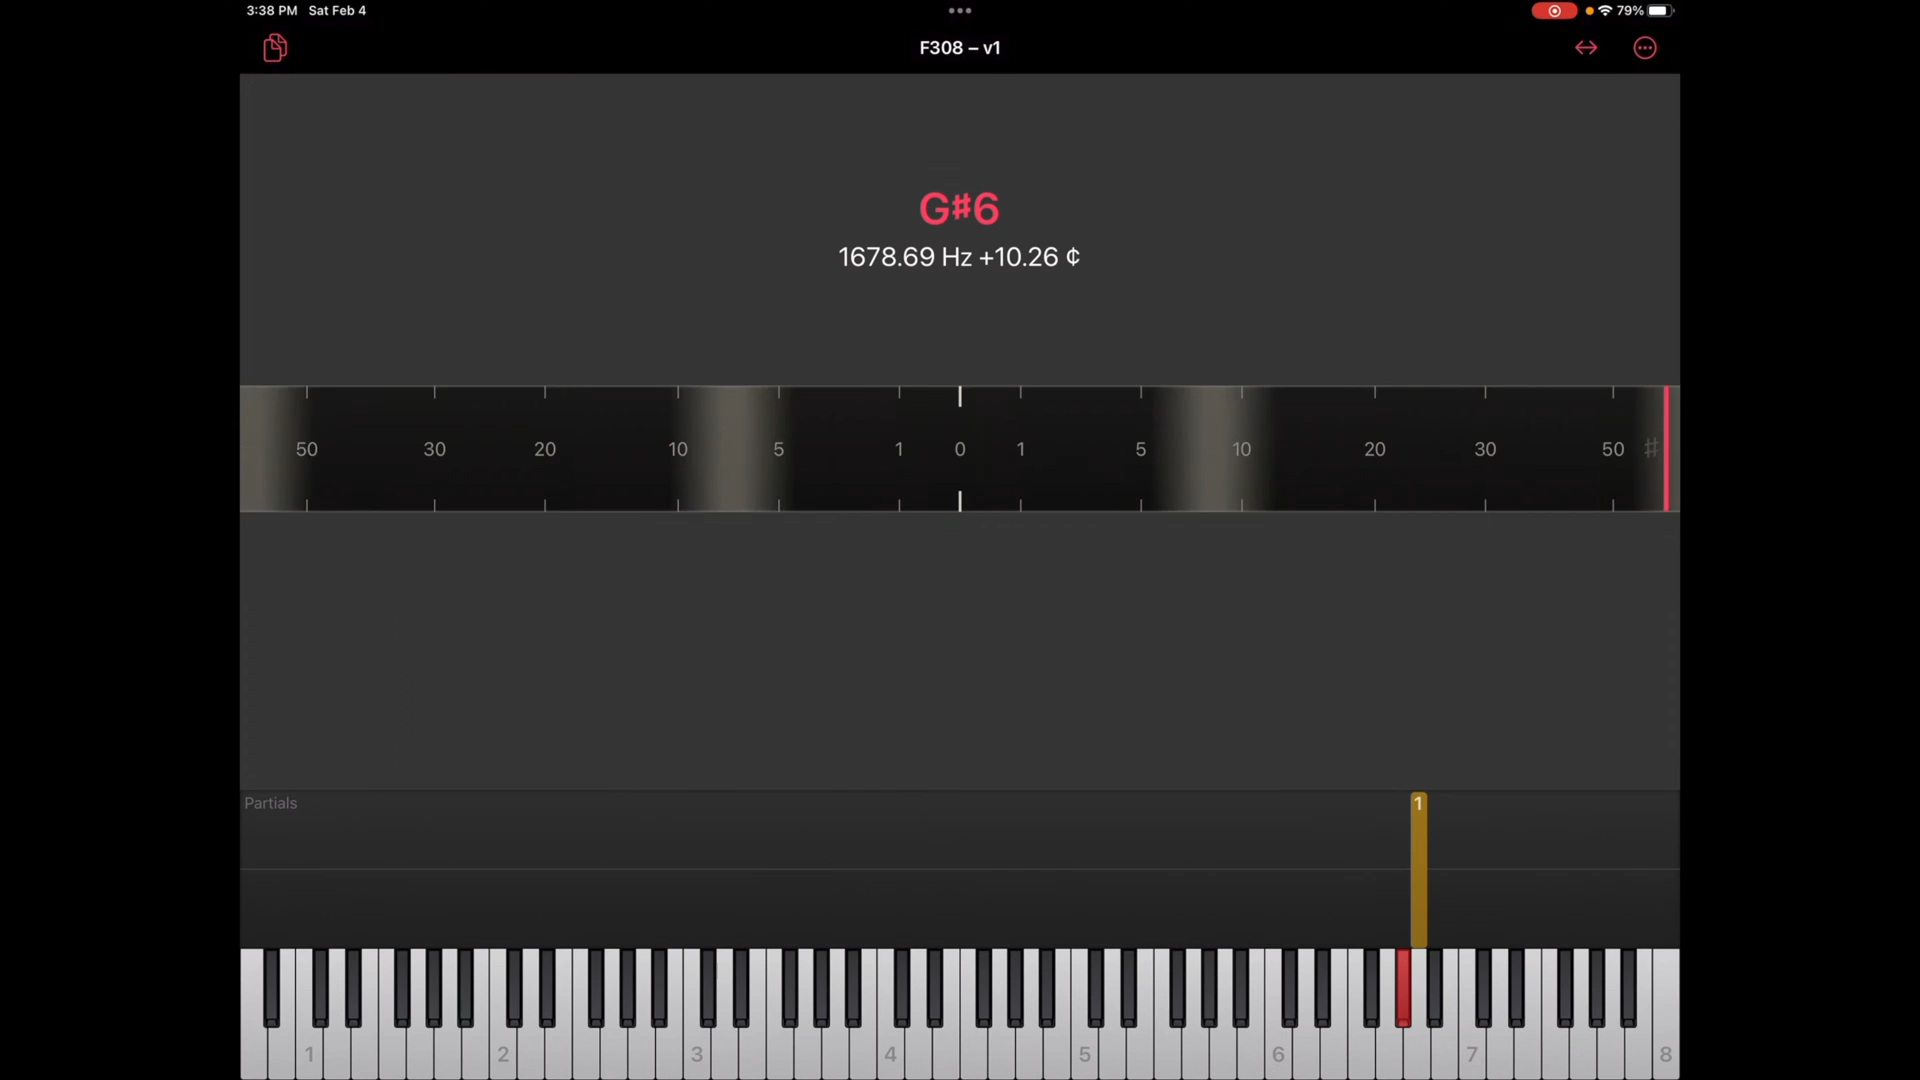 3:38 PM Sat Feb 4
79%
F308 – v1
G♯6
1678.69 Hz +10.26 ¢
50 30 20 10 5 1 0 1 5 10 20 30 50 ♯
Partials
1
1 2 3 4 5 6 7 8